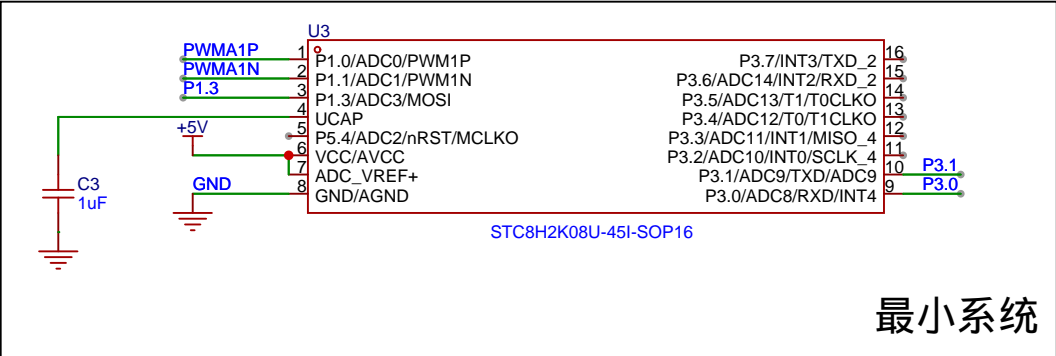 U3
PWMA1P 1 P1.0/ADC0/PWM1P P3.7/INT3/TXD_2 16
PWMA1N 2 P1.1/ADC1/PWM1N P3.6/ADC14/INT2/RXD_2 15
P1.3 3 P1.3/ADC3/MOSI P3.5/ADC13/T1/T0CLKO 14
4 UCAP P3.4/ADC12/T0/T1CLKO 13
+5V 5 P5.4/ADC2/nRST/MCLKO P3.3/ADC11/INT1/MISO_4 12
6 VCC/AVCC P3.2/ADC10/INT0/SCLK_4 11
7 ADC_VREF+ P3.1/ADC9/TXD/ADC9 10 P3.1
GND 8 GND/AGND P3.0/ADC8/RXD/INT4 9 P3.0
C3
1uF
STC8H2K08U-45I-SOP16
最小系统